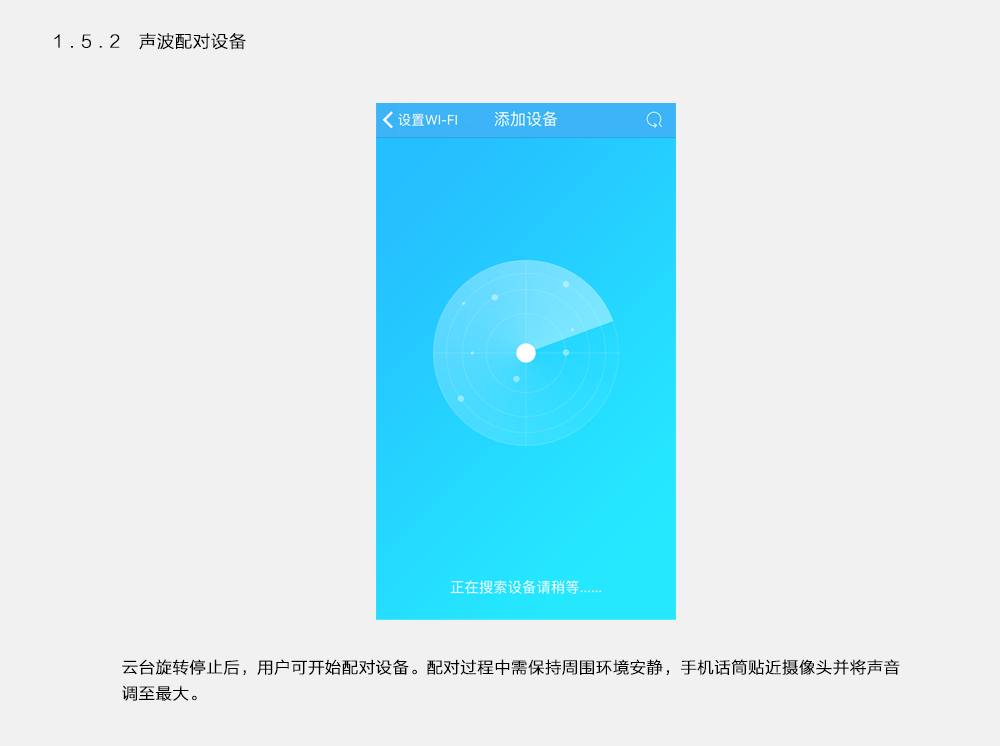 1.5.2 声波配对设备
设置WI-FI 添加设备
正在搜索设备请稍等......
云台旋转停止后，用户可开始配对设备。配对过程中需保持周围环境安静，手机话筒贴近摄像头并将声音
调至最大。